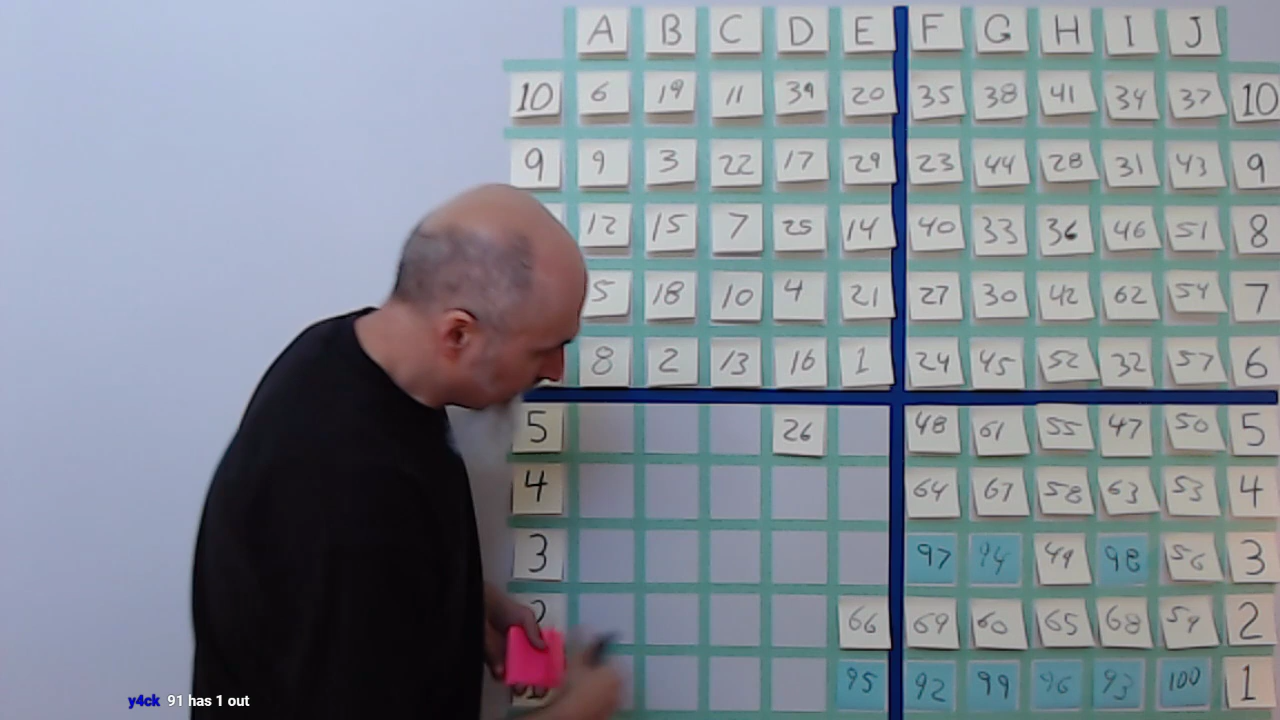 A B C D E F G H I J
10 6 19 11 39 20 35 38 41 34 37 10
9 9 3 22 17 29 23 44 28 31 43 9
12 15 7 25 14 40 33 36 46 51 8
5 18 10 4 21 27 30 42 62 54 7
8 2 13 16 1 24 45 52 32 57 6
5 26 48 61 55 47 50 5
4 64 67 58 63 53 4
3 97 94 49 98 56 3
2 66 69 60 65 68 59 2
95 92 99 96 93 100 1
y4ck 91 has 1 out